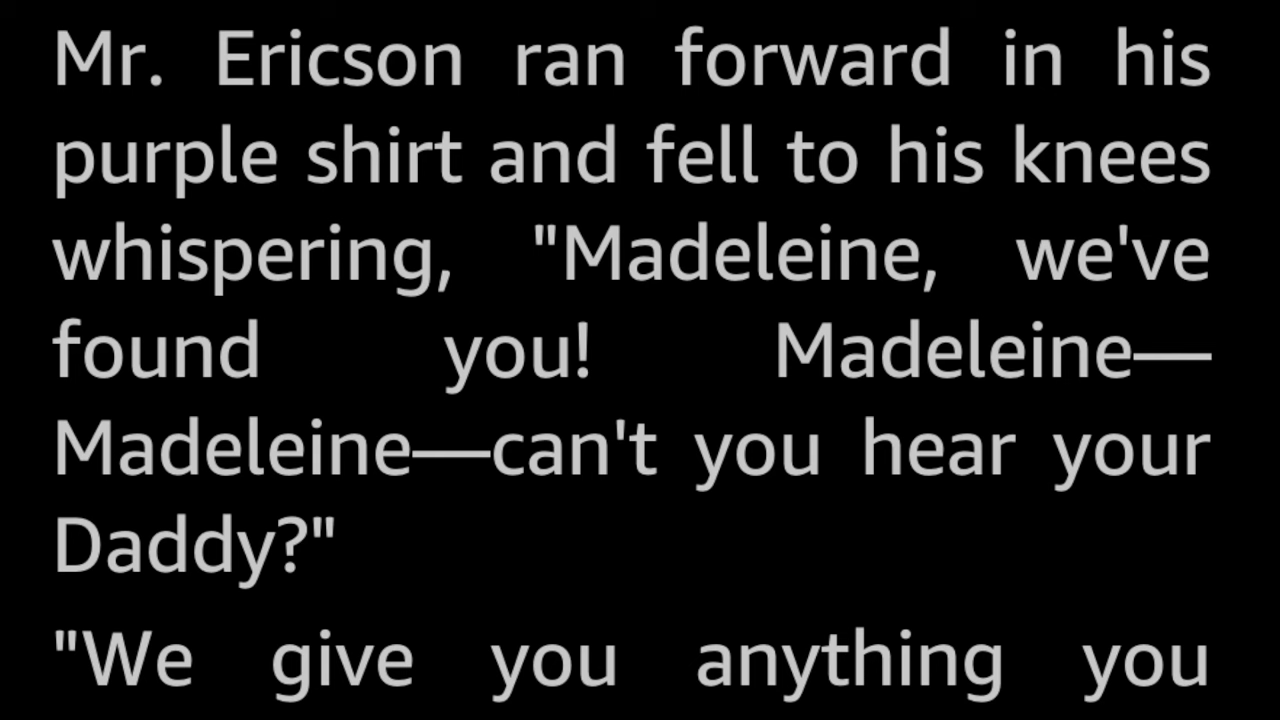 Mr. Ericson ran forward in his
purple shirt and fell to his knees
whispering, "Madeleine, we've
found you! Madeleine—
Madeleine—can't you hear your
Daddy?"
"We give you anything you